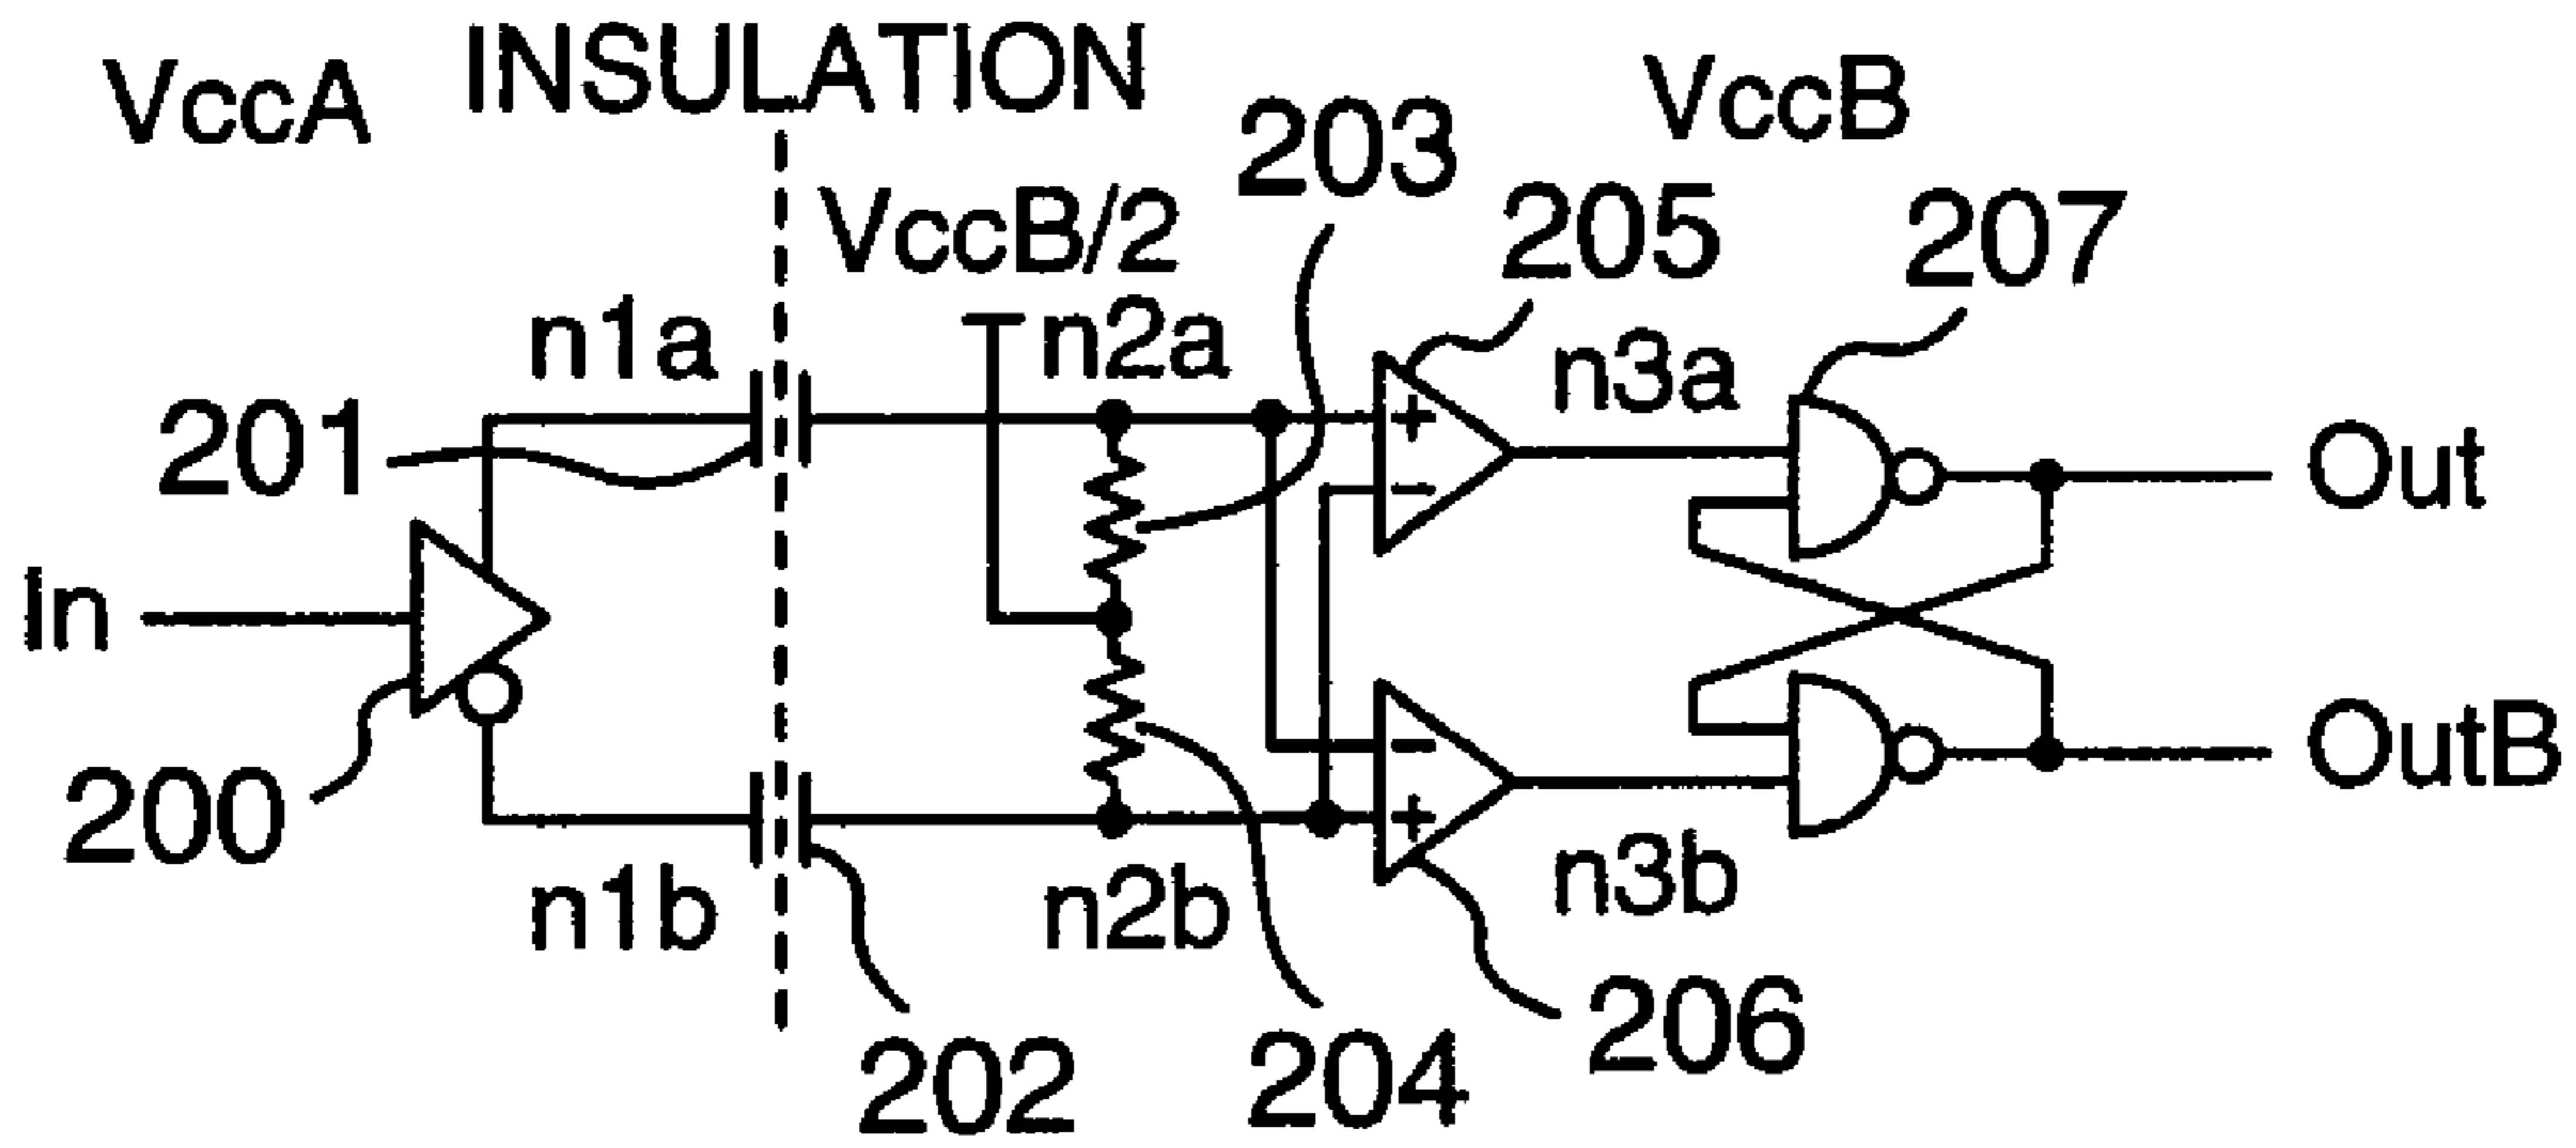 VccA
INSULATION
VccB
203
VccB/2
205
207
n1a
n2a
n3a
201
+
Out
−
In
200
−
OutB
+
n1b
n2b
n3b
202
204
206